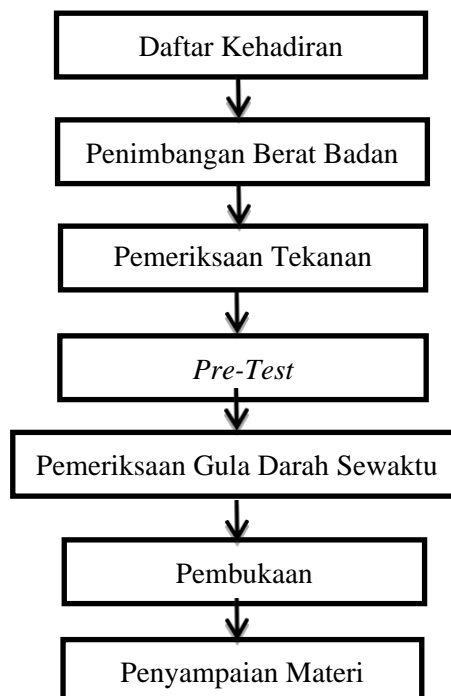 Daftar Kehadiran
Penimbangan Berat Badan
Pemeriksaan Tekanan
Pre-Test
Pemeriksaan Gula Darah Sewaktu
Pembukaan
Penyampaian Materi